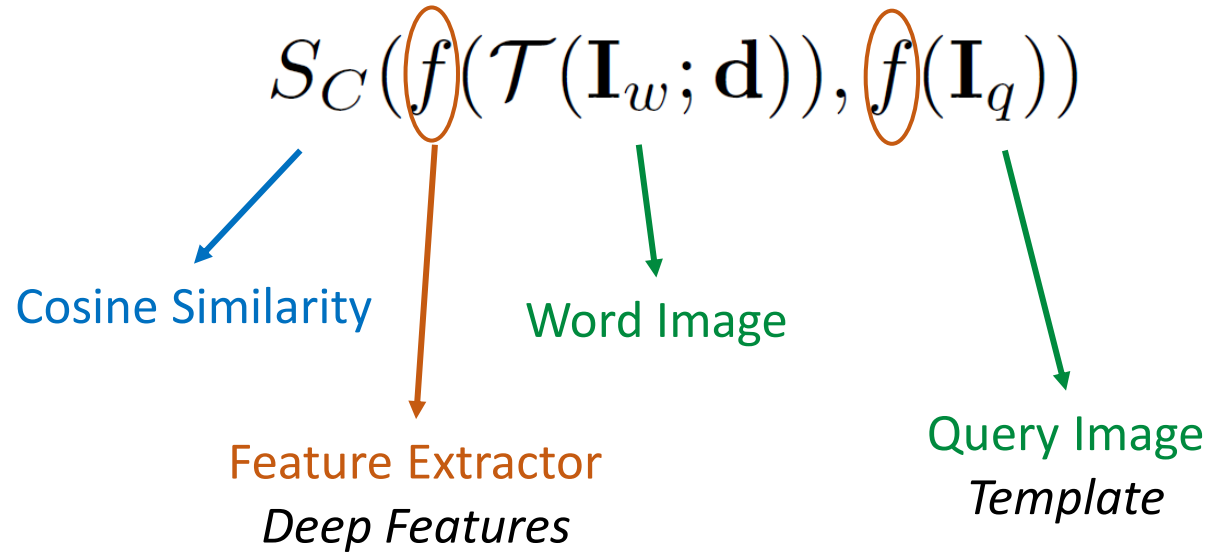 S_C(f(𝒯(I_w; d)), f(I_q))
Cosine Similarity
Word Image
Feature Extractor
Deep Features
Query Image
Template